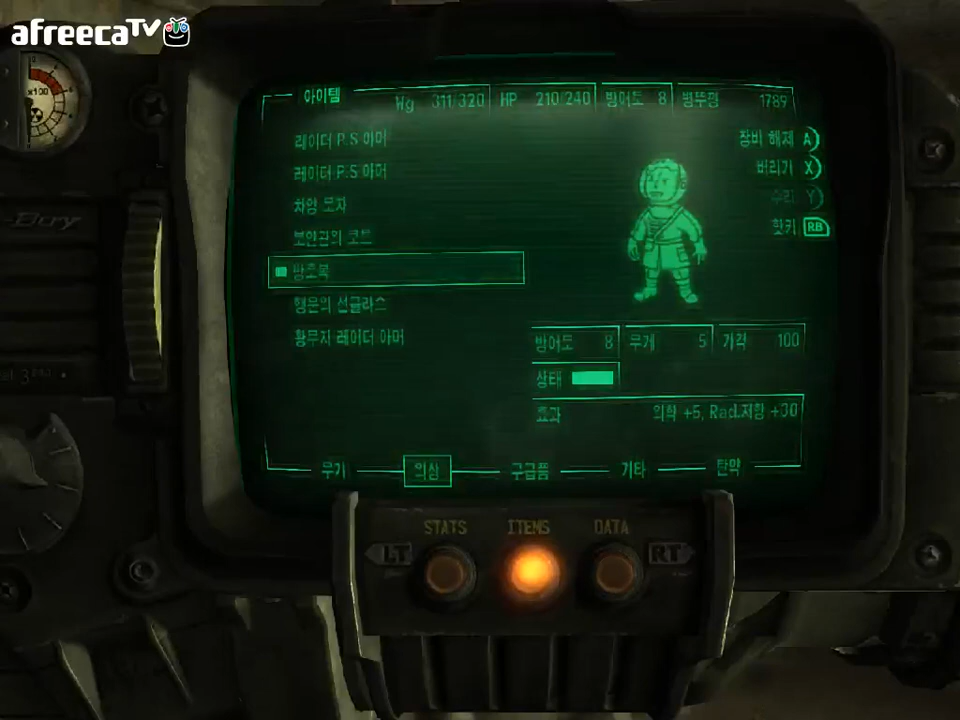 afreecaTV
x100
아이템 Wg 311/320 HP 210/240 방어도 8 병뚜껑 1789
레이더 P.S 아머
레이더 P.S 아머
차양 모자
보안관의 코트
방호복
행운의 선글라스
황무지 레이더 아머
장비 해제 A)
버리기 X)
수리 Y)
핫키 RB
방어도 8 무게 5 가격 100
상태
효과 의학 +5, Rad.저항 +30
무기 의상 구급품 기타 탄약
STATS ITEMS DATA
LT RT